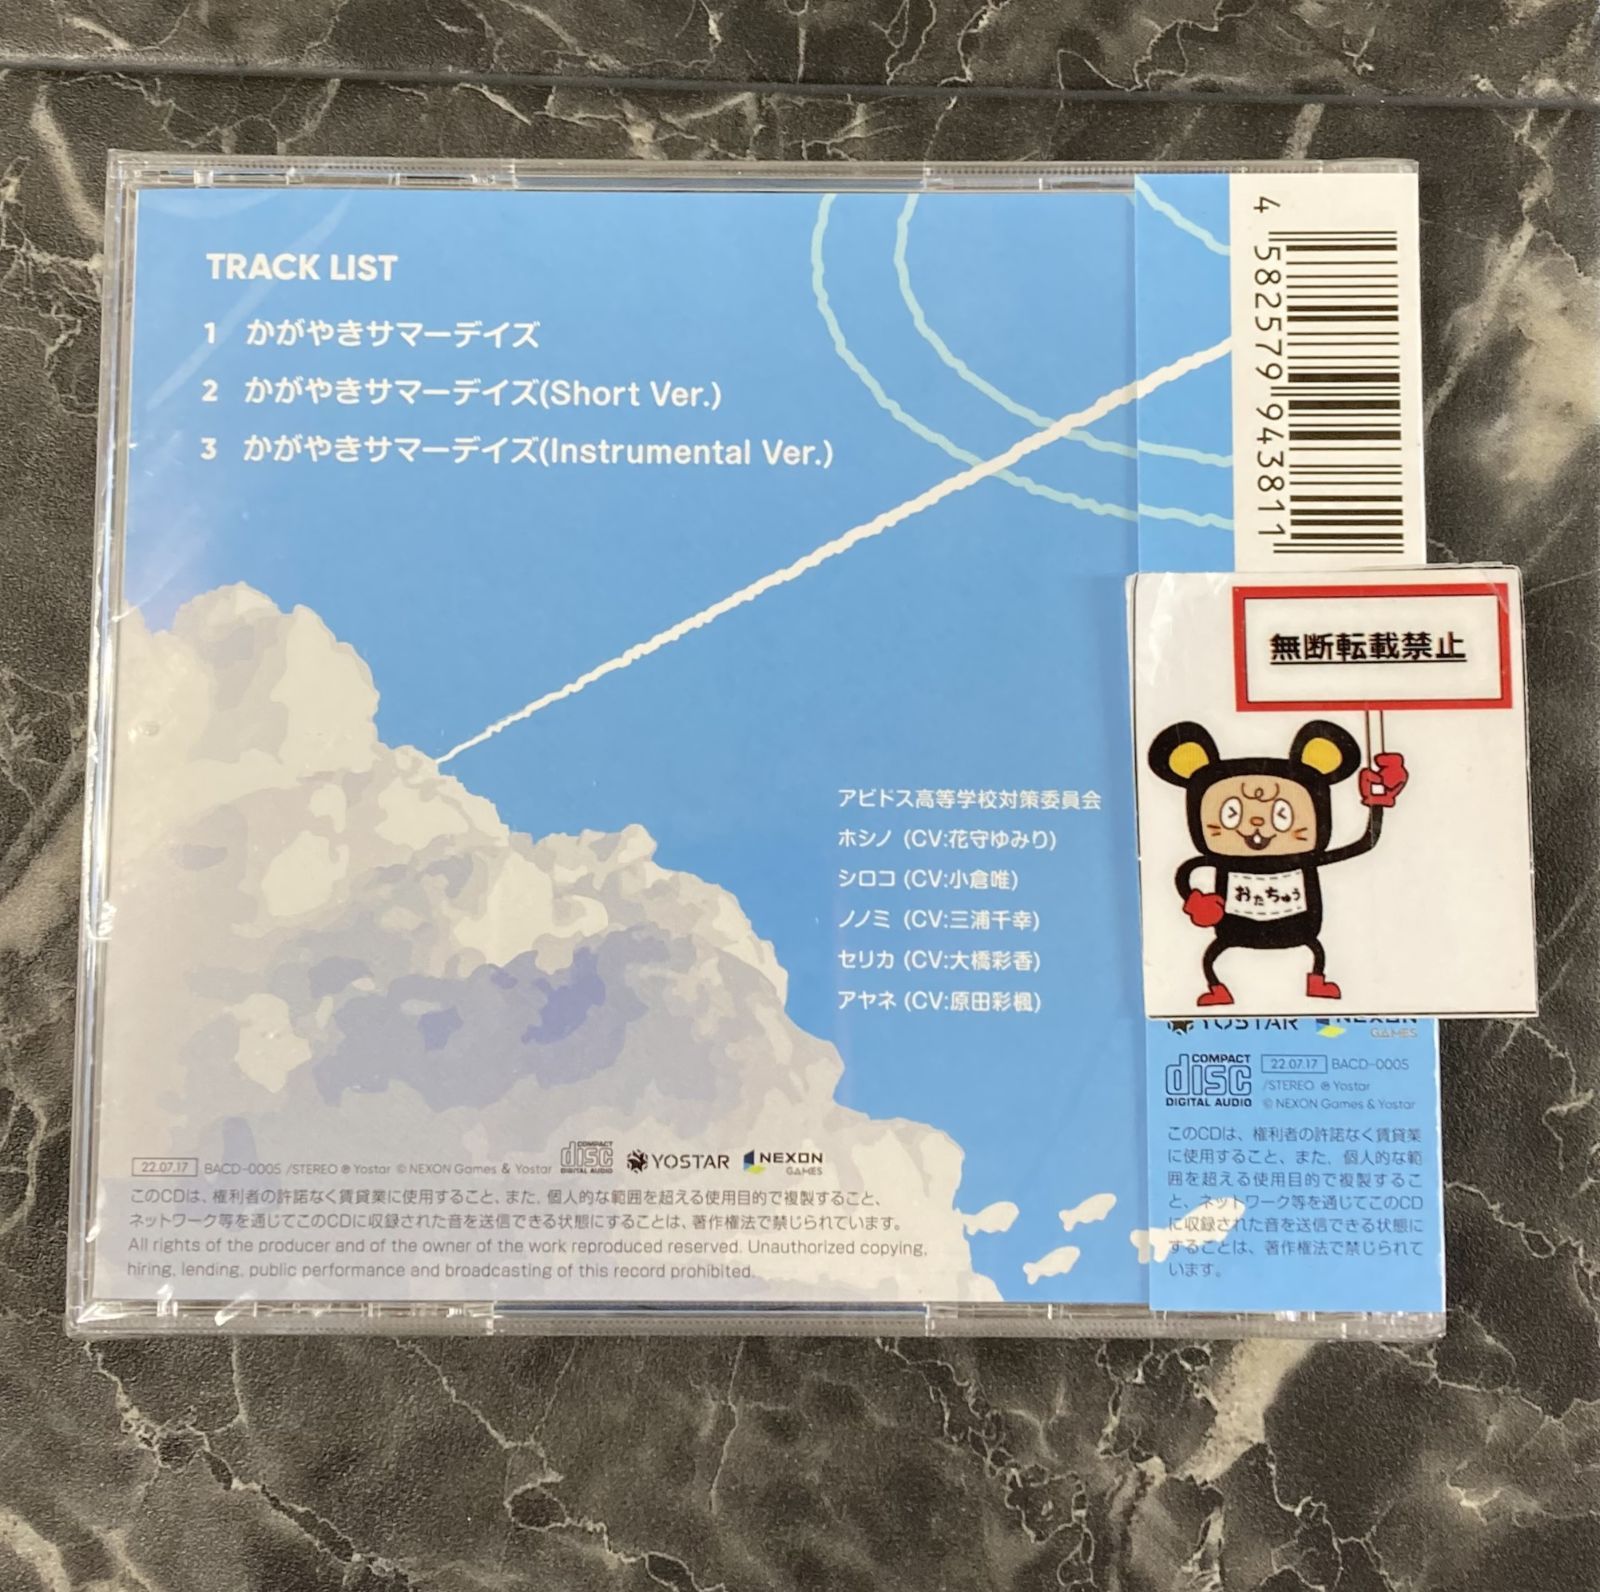 TRACK LIST
1 かがやきサマーデイズ
2 かがやきサマーデイズ(Short Ver.)
3 かがやきサマーデイズ(Instrumental Ver.)
アビドス高等学校対策委員会
ホシノ (CV:花守ゆみり)
シロコ (CV:小倉唯)
ノノミ (CV:三浦千幸)
セリカ (CV:大橋彩香)
アヤネ (CV:原田彩楓)
22.07.17 BACD-0005 /STEREO ℗ Yostar © NEXON Games & Yostar COMPACT disc DIGITAL AUDIO YOSTAR NEXON GAMES
このCDは、権利者の許諾なく賃貸業に使用すること、また、個人的な範囲を超える使用目的で複製すること、
ネットワーク等を通じてこのCDに収録された音を送信できる状態にすることは、著作権法で禁じられています。
All rights of the producer and of the owner of the work reproduced reserved. Unauthorized copying,
hiring, lending, public performance and broadcasting of this record prohibited.
4 582579 943811
無断転載禁止
おたちゅう
YOSTAR NEXON GAMES
COMPACT disc DIGITAL AUDIO
22.07.17 BACD-0005
/STEREO ℗ Yostar
© NEXON Games & Yostar
このCDは、権利者の許諾なく賃貸業
に使用すること、また、個人的な範
囲を超える使用目的で複製するこ
と、ネットワーク等を通じてこのCD
に収録された音を送信できる状態に
することは、著作権法で禁じられて
います。